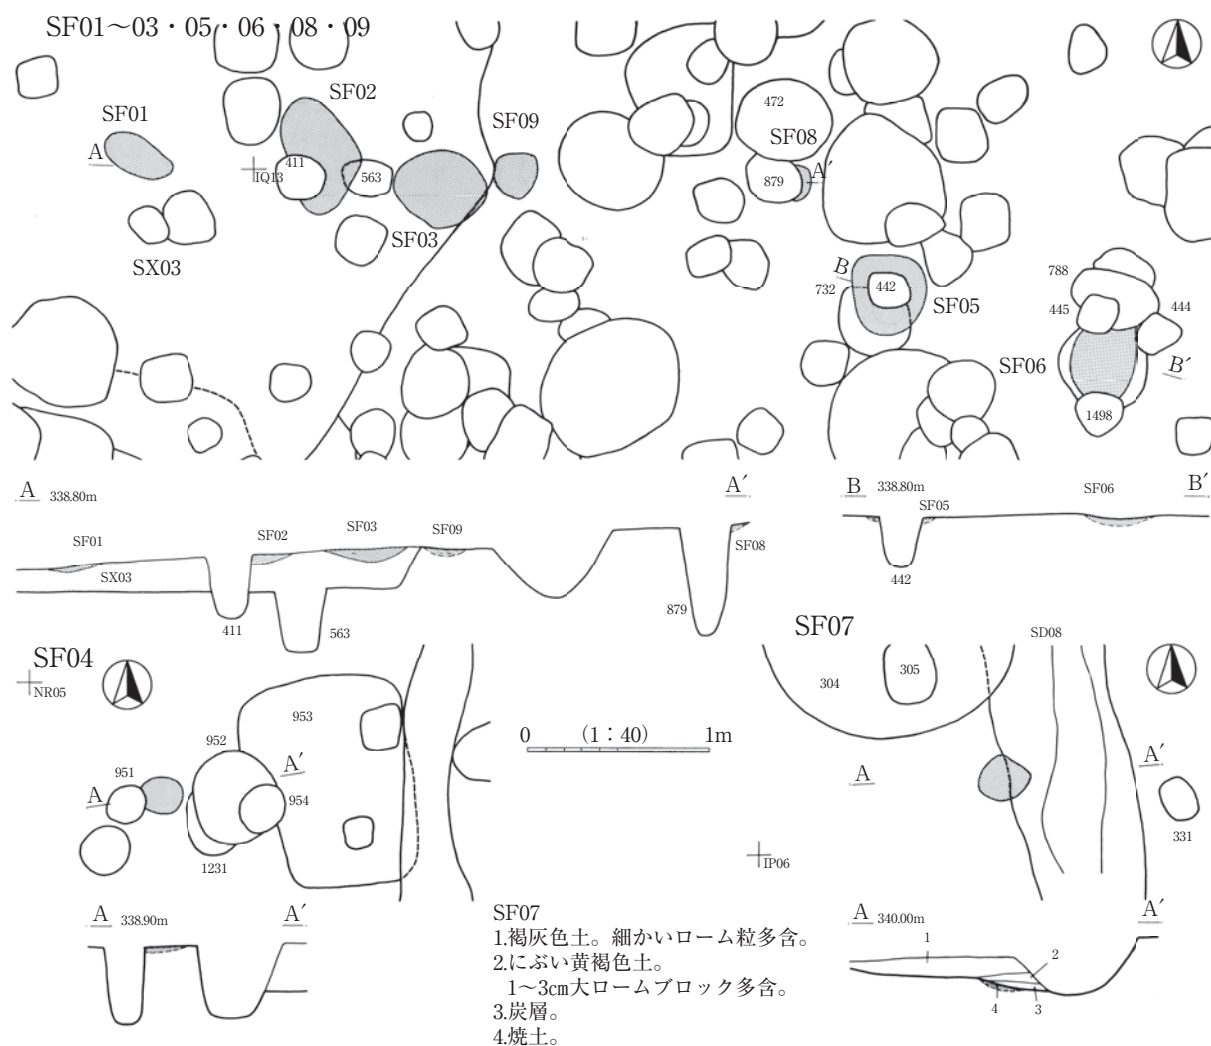 SF01～03・05・06・08・09
SF01
SF02
SF09
472
SF08
A
IQ13
411
563
879
A′
SF03
SX03
B
732
442
SF05
788
445
444
SF06
B′
1498
A 338.80m A′
SF01
SF02
SF03
SF09
SF08
SX03
411
563
879
B 338.80m B′
SF05
SF06
442
SF04
NR05
953
952
951
A
A′
954
1231
0 (1：40) 1m
SF07
SD08
304
305
A
A′
331
IP06
A 338.90m A′
SF07
1.褐灰色土。細かいローム粒多含。
2.にぶい黄褐色土。
1～3㎝大ロームブロック多含。
3.炭層。
4.焼土。
A 340.00m A′
1
2
4
3